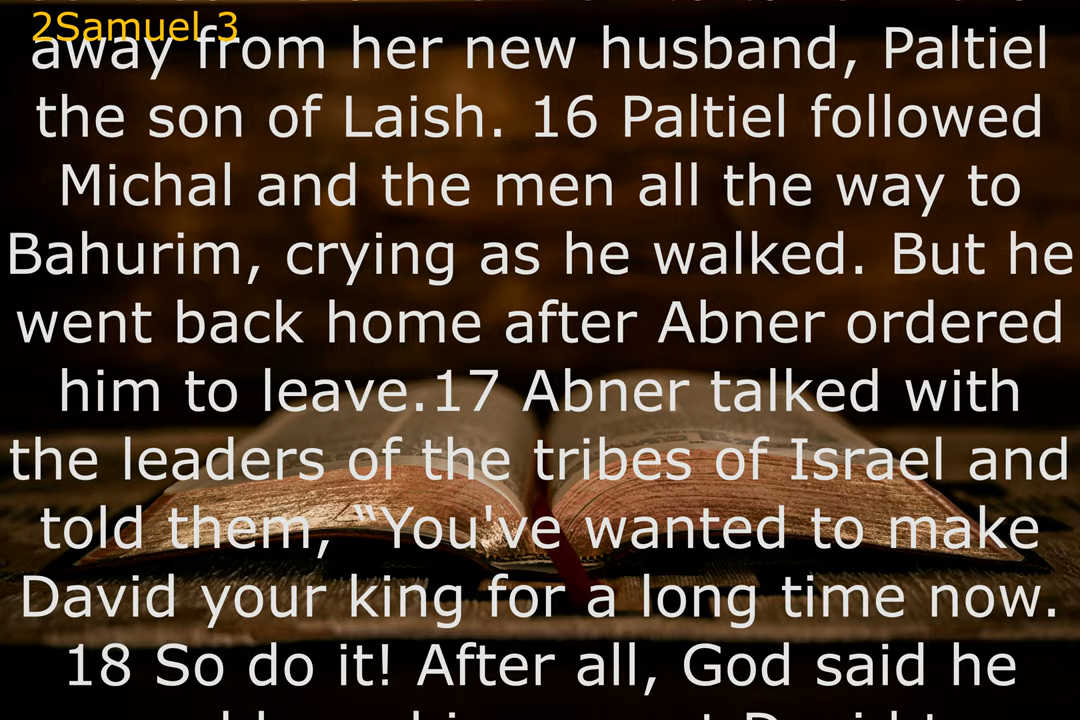 2Samuel 3
away from her new husband, Paltiel
the son of Laish. 16 Paltiel followed
Michal and the men all the way to
Bahurim, crying as he walked. But he
went back home after Abner ordered
him to leave.17 Abner talked with
the leaders of the tribes of Israel and
told them, “You've wanted to make
David your king for a long time now.
18 So do it! After all, God said he